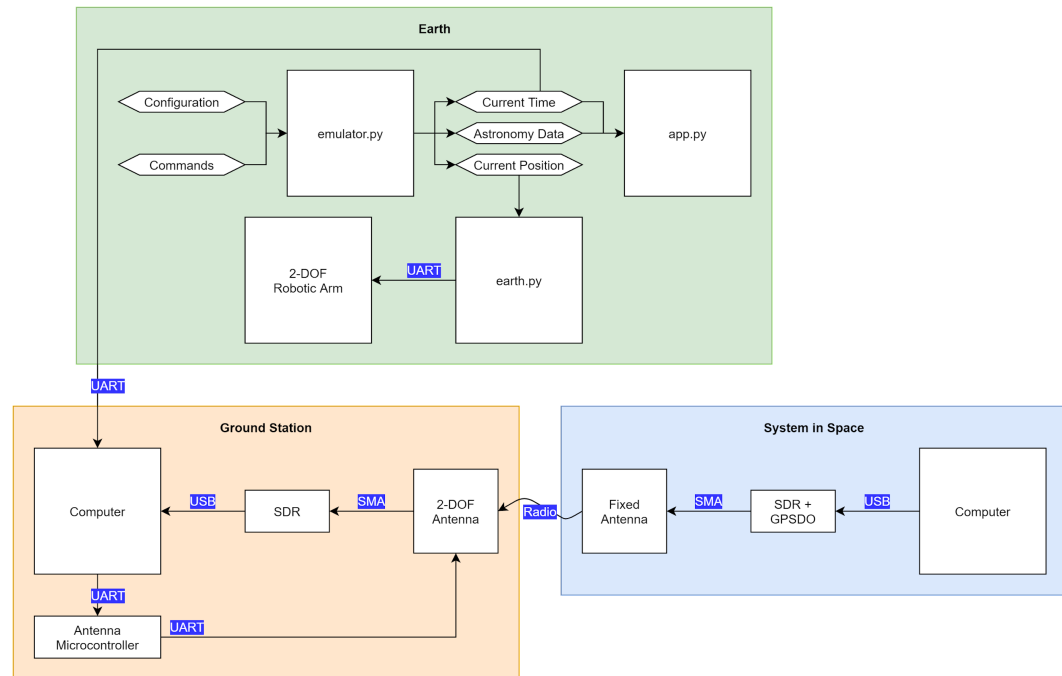 Earth
Configuration
Commands
emulator.py
Current Time
Astronomy Data
Current Position
app.py
2-DOF
Robotic Arm
UART
earth.py
UART
Ground Station
Computer
USB
SDR
SMA
2-DOF
Antenna
UART
Antenna
Microcontroller
UART
Radio
System in Space
Fixed
Antenna
SMA
SDR +
GPSDO
USB
Computer